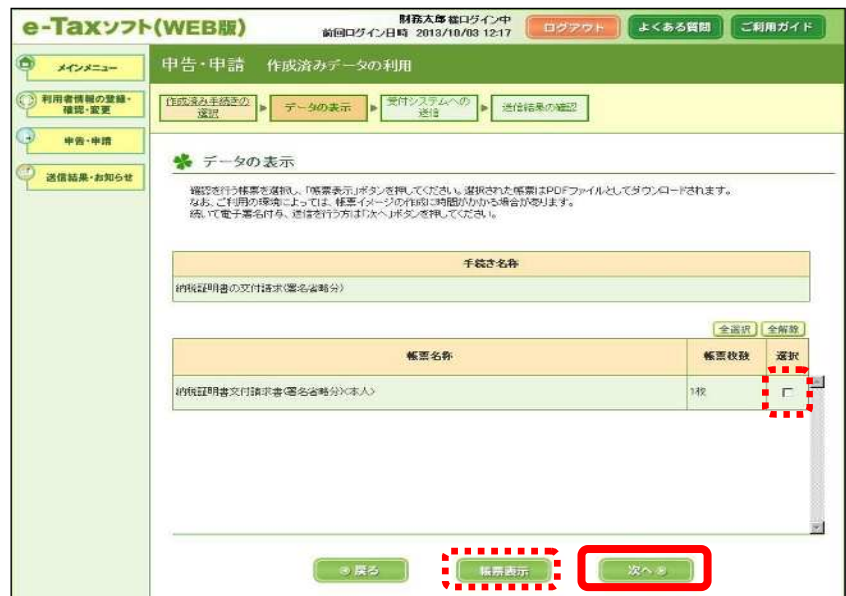 e-Taxソフト(WEB版)
財務太郎 様ログイン中
前回ログイン日時 2013/10/03 12:17
ログアウト
よくある質問
ご利用ガイド
メインメニュー
利用者情報の登録・
確認・変更
申告・申請
送信結果・お知らせ
申告・申請 作成済みデータの利用
作成済み手続きの
選択
データの表示
受付システムへの
送信
送信結果の確認
データの表示
確認を行う帳票を選択し、「帳票表示」ボタンを押してください。選択された帳票はPDFファイルとしてダウンロードされます。
なお、ご利用の環境によっては、帳票イメージの作成に時間がかかる場合があります。
続いて電子署名付与、送信を行う方は「次へ」ボタンを押してください。
手続き名称
納税証明書の交付請求(署名省略分)
全選択 全解除
帳票名称 帳票枚数 選択
納税証明書交付請求書(署名省略分)(本人) 1枚
戻る 帳票表示 次へ